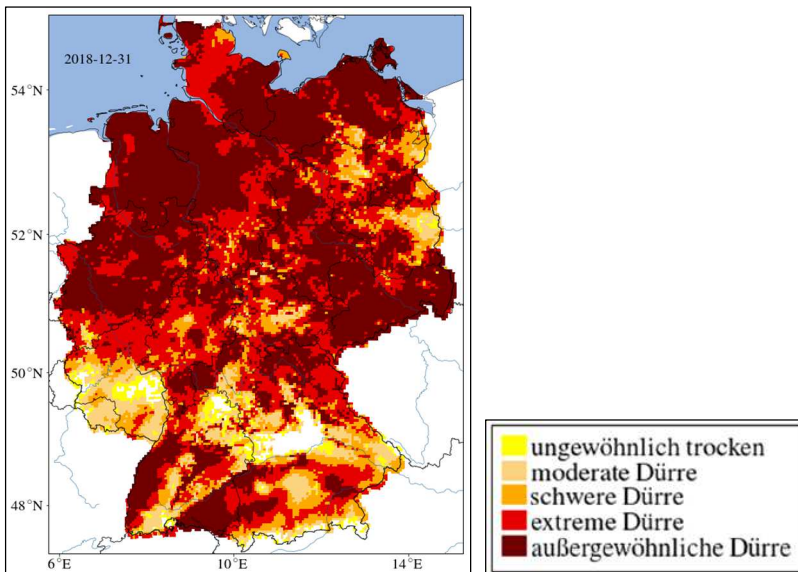 2018-12-31
54°N
52°N
50°N
48°N
6°E
10°E
14°E
ungewöhnlich trocken
moderate Dürre
schwere Dürre
extreme Dürre
außergewöhnliche Dürre